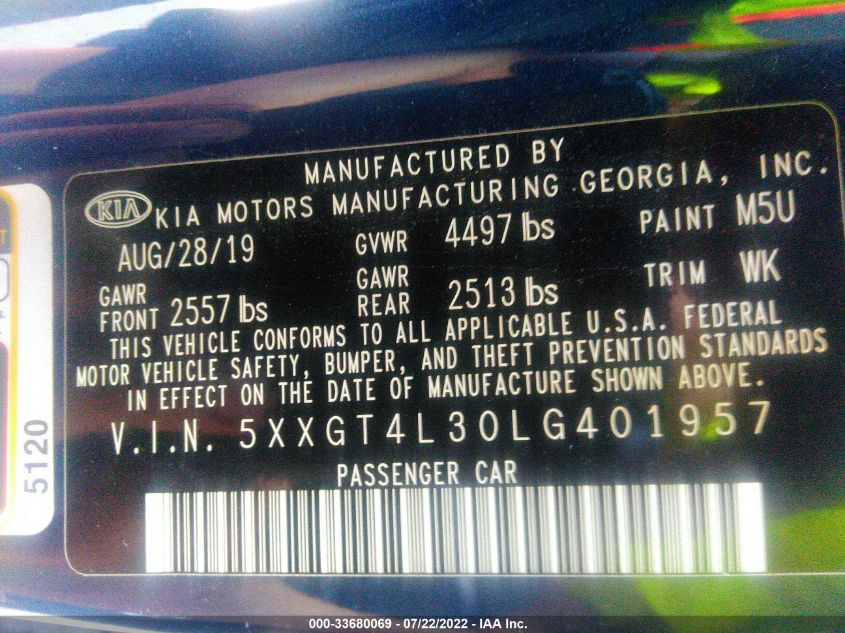 MANUFACTURED BY
KIA KIA MOTORS MANUFACTURING GEORGIA, INC.
AUG/28/19 GVWR 4497 lbs PAINT M5U
GAWR FRONT 2557 lbs GAWR REAR 2513 lbs TRIM WK
THIS VEHICLE CONFORMS TO ALL APPLICABLE U.S.A. FEDERAL
MOTOR VEHICLE SAFETY, BUMPER, AND THEFT PREVENTION STANDARDS
IN EFFECT ON THE DATE OF MANUFACTURE SHOWN ABOVE.
V.I.N. 5XXGT4L30LG401957
PASSENGER CAR
5120
000-33680069 - 07/22/2022 - IAA Inc.